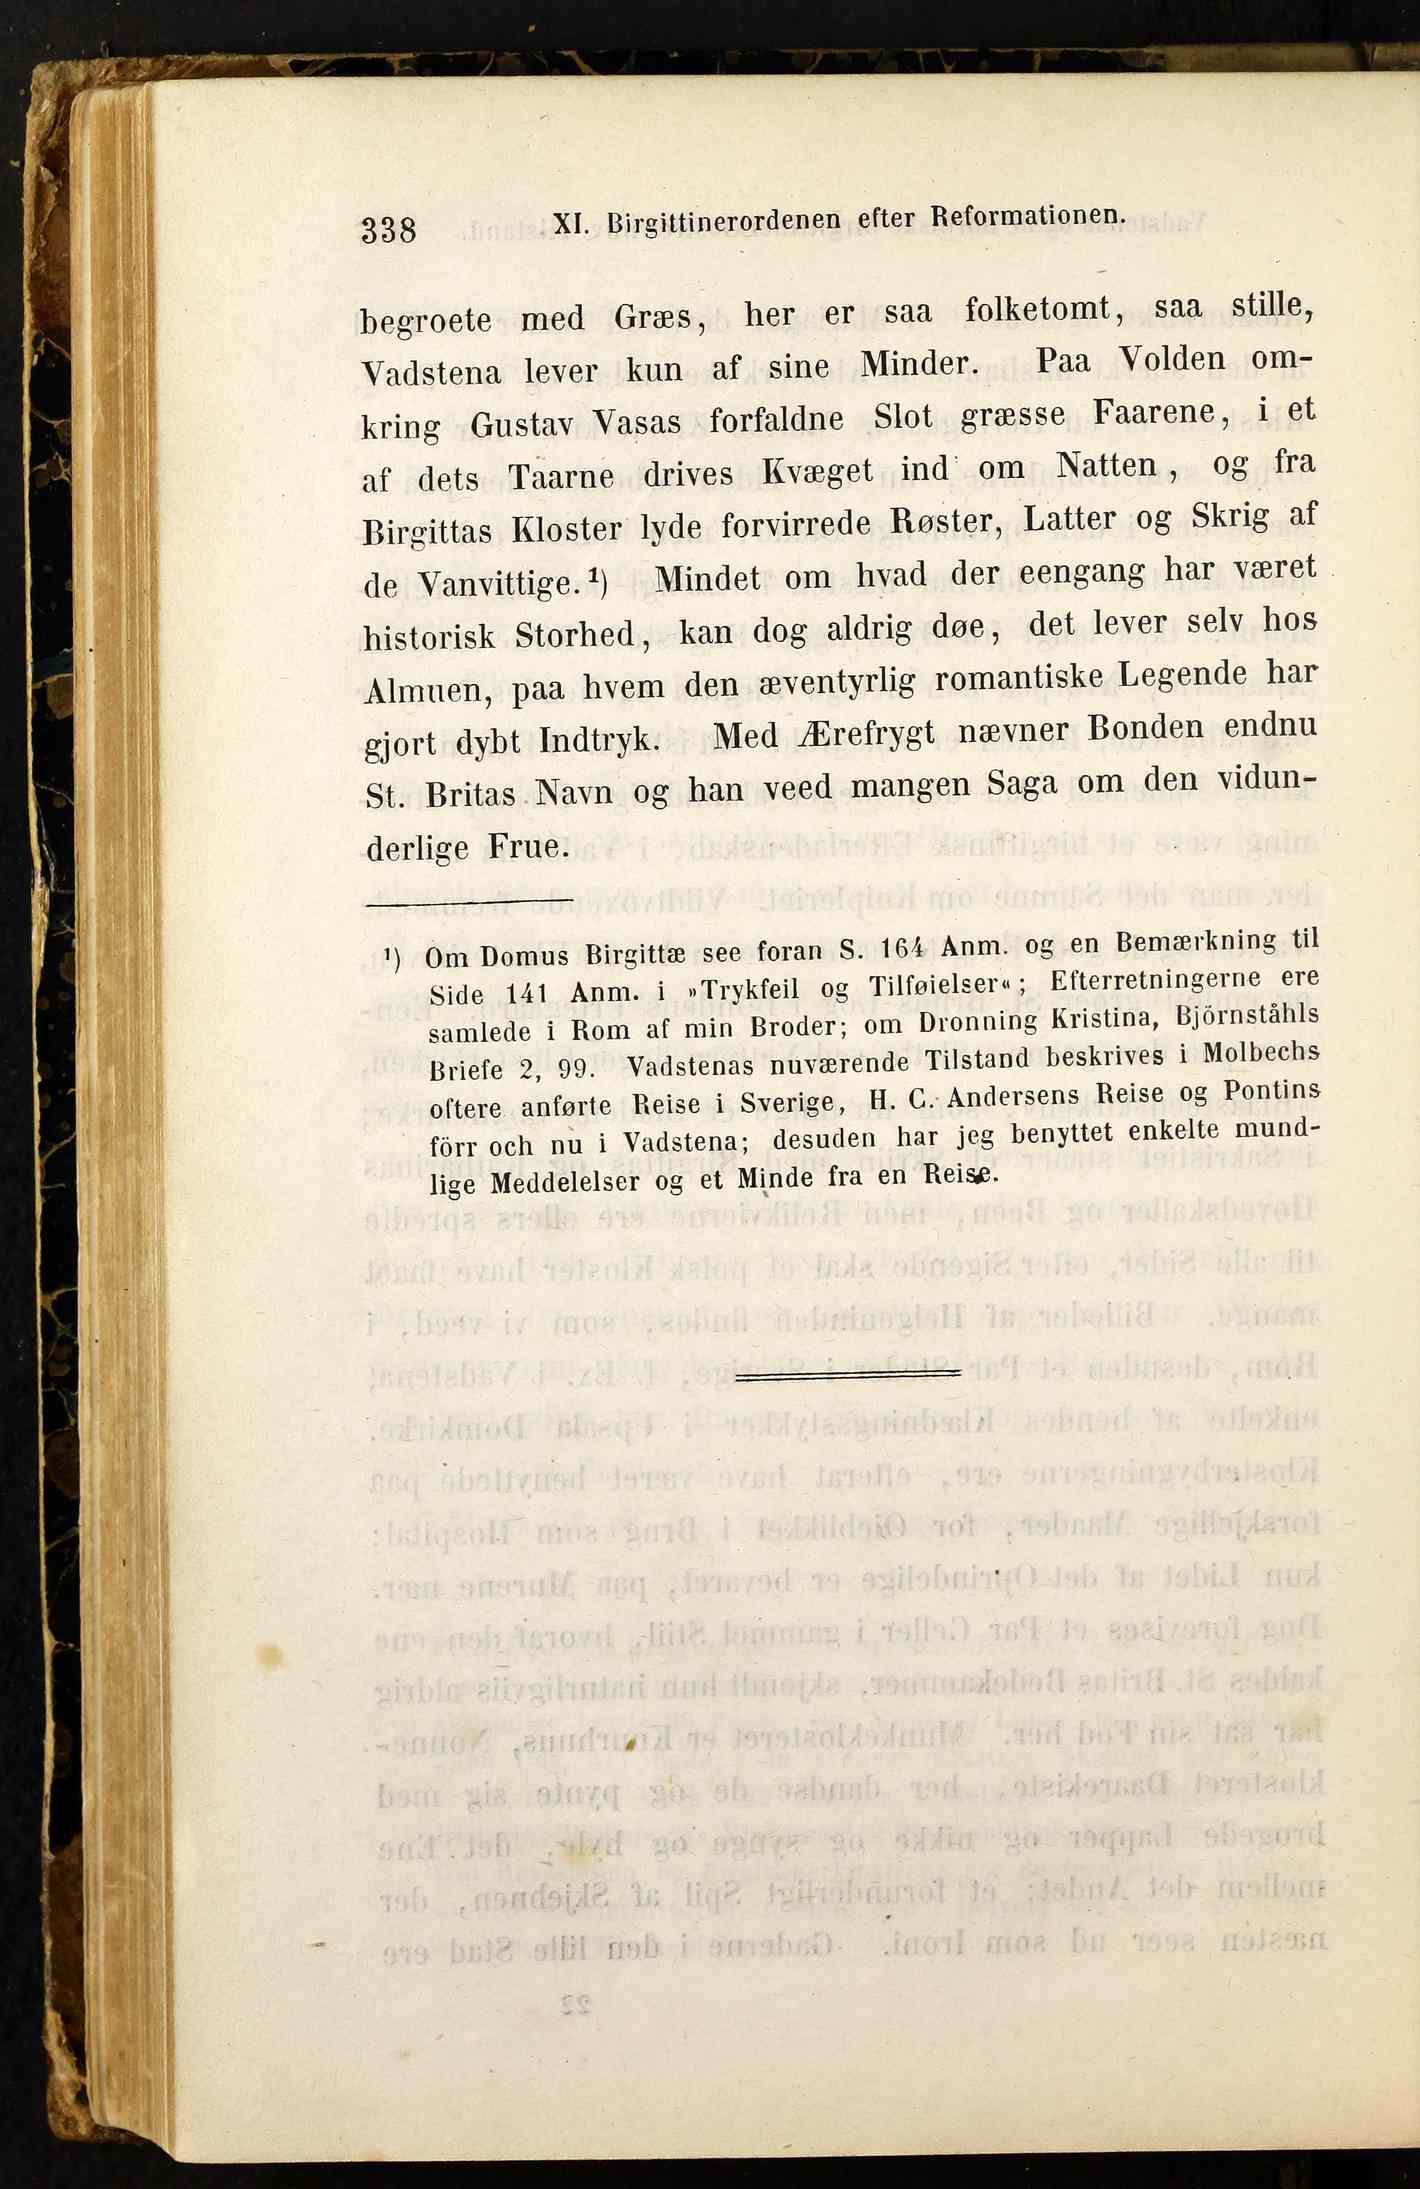 338 XI. Birgittinerordenen efter Reformationen.
begroete med Græs, her er saa folketomt, saa stille,
Vadstena lever kun af sine Minder. Paa Volden om-
kring Gustav Vasas forfaldne Slot græsse Faarene, i et
af dets Taarne drives Kvæget ind om Natten, og fra
Birgittas Kloster lyde forvirrede Røster, Latter og Skrig af
de Vanvittige. ¹) Mindet om hvad der eengang har været
historisk Storhed, kan dog aldrig døe, det lever selv hos
Almuen, paa hvem den æventyrlig romantiske Legende har
gjort dybt Indtryk. Med Ærefrygt nævner Bonden endnu
St. Britas Navn og han veed mangen Saga om den vidun-
derlige Frue.
¹) Om Domus Birgittæ see foran S. 164 Anm. og en Bemærkning til
Side 141 Anm. i »Trykfeil og Tilføielser«; Efterretningerne ere
samlede i Rom af min Broder; om Dronning Kristina, Björnståhls
Briefe 2, 99. Vadstenas nuværende Tilstand beskrives i Molbechs
oftere anførte Reise i Sverige, H. C. Andersens Reise og Pontins
förr och nu i Vadstena; desuden har jeg benyttet enkelte mund-
lige Meddelelser og et Minde fra en Reise.